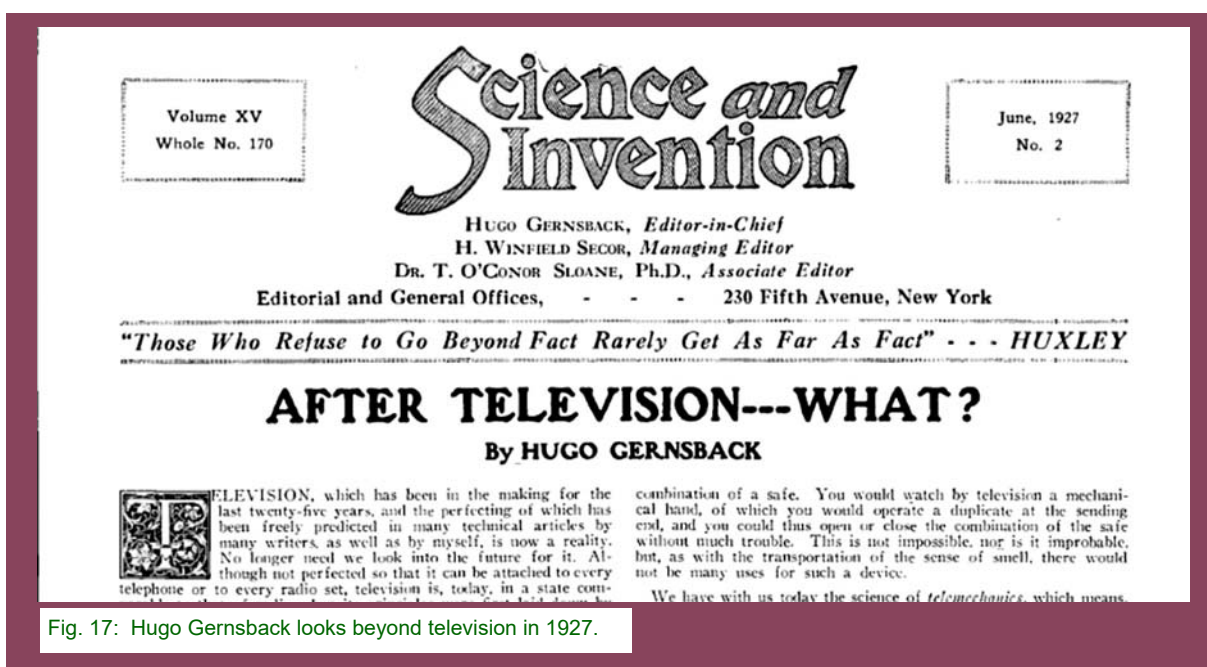 Volume XV
Whole No. 170
Science and
Invention
June, 1927
No. 2
HUGO GERNSBACK, Editor-in-Chief
H. WINFIELD SECOR, Managing Editor
DR. T. O'CONOR SLOANE, Ph.D., Associate Editor
Editorial and General Offices, - - - 230 Fifth Avenue, New York
"Those Who Refuse to Go Beyond Fact Rarely Get As Far As Fact" - - - HUXLEY
AFTER TELEVISION---WHAT?
By HUGO GERNSBACK
TELEVISION, which has been in the making for the
last twenty-five years, and the perfecting of which has
been freely predicted in many technical articles by
many writers, as well as by myself, is now a reality.
No longer need we look into the future for it. Al-
though not perfected so that it can be attached to every
telephone or to every radio set, television is, today, in a state com-
combination of a safe. You would watch by television a mechani-
cal hand, of which you would operate a duplicate at the sending
end, and you could thus open or close the combination of the safe
without much trouble. This is not impossible, nor is it improbable,
but, as with the transportation of the sense of smell, there would
not be many uses for such a device.
We have with us today the science of telemechanics, which means,
Fig. 17: Hugo Gernsback looks beyond television in 1927.